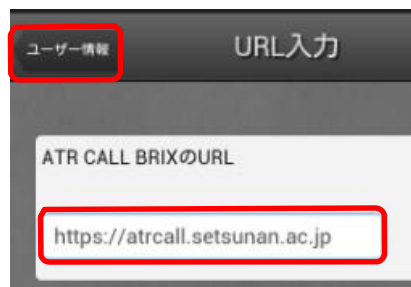 ユーザー情報
URL入力
ATR CALL BRIXのURL
https://atrcall.setsunan.ac.jp